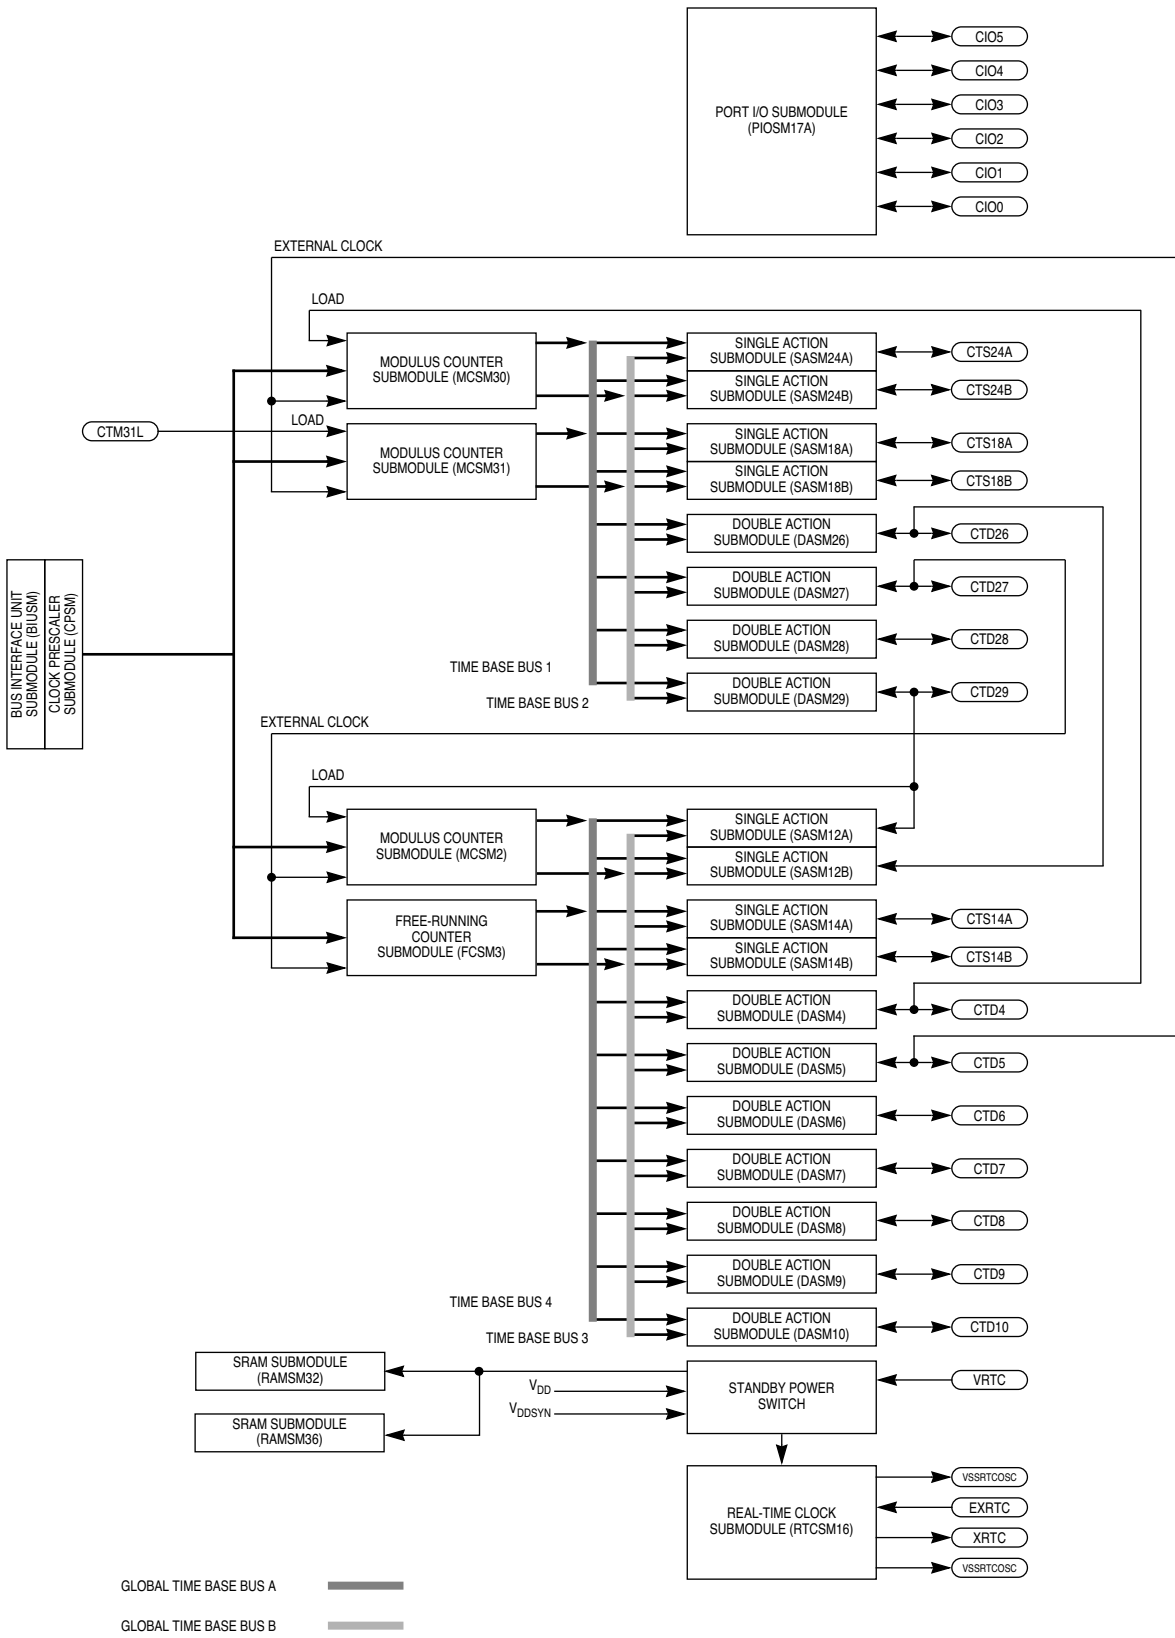 PORT I/O SUBMODULE
(PIOSM17A)
CIO5
CIO4
CIO3
CIO2
CIO1
CIO0
EXTERNAL CLOCK
LOAD
MODULUS COUNTER
SUBMODULE (MCSM30)
SINGLE ACTION
SUBMODULE (SASM24A)
CTS24A
SINGLE ACTION
SUBMODULE (SASM24B)
CTS24B
CTM31L
LOAD
MODULUS COUNTER
SUBMODULE (MCSM31)
SINGLE ACTION
SUBMODULE (SASM18A)
CTS18A
SINGLE ACTION
SUBMODULE (SASM18B)
CTS18B
DOUBLE ACTION
SUBMODULE (DASM26)
CTD26
DOUBLE ACTION
SUBMODULE (DASM27)
CTD27
DOUBLE ACTION
SUBMODULE (DASM28)
CTD28
TIME BASE BUS 1
DOUBLE ACTION
SUBMODULE (DASM29)
CTD29
TIME BASE BUS 2
BUS INTERFACE UNIT
SUBMODULE (BIUSM)
CLOCK PRESCALER
SUBMODULE (CPSM)
EXTERNAL CLOCK
LOAD
MODULUS COUNTER
SUBMODULE (MCSM2)
SINGLE ACTION
SUBMODULE (SASM12A)
SINGLE ACTION
SUBMODULE (SASM12B)
FREE-RUNNING
COUNTER
SUBMODULE (FCSM3)
SINGLE ACTION
SUBMODULE (SASM14A)
CTS14A
SINGLE ACTION
SUBMODULE (SASM14B)
CTS14B
DOUBLE ACTION
SUBMODULE (DASM4)
CTD4
DOUBLE ACTION
SUBMODULE (DASM5)
CTD5
DOUBLE ACTION
SUBMODULE (DASM6)
CTD6
DOUBLE ACTION
SUBMODULE (DASM7)
CTD7
DOUBLE ACTION
SUBMODULE (DASM8)
CTD8
DOUBLE ACTION
SUBMODULE (DASM9)
CTD9
TIME BASE BUS 4
DOUBLE ACTION
SUBMODULE (DASM10)
CTD10
TIME BASE BUS 3
SRAM SUBMODULE
(RAMSM32)
SRAM SUBMODULE
(RAMSM36)
VDD
VDDSYN
STANDBY POWER
SWITCH
VRTC
REAL-TIME CLOCK
SUBMODULE (RTCSM16)
VSSRTCOSC
EXRTC
XRTC
VSSRTCOSC
GLOBAL TIME BASE BUS A
GLOBAL TIME BASE BUS B